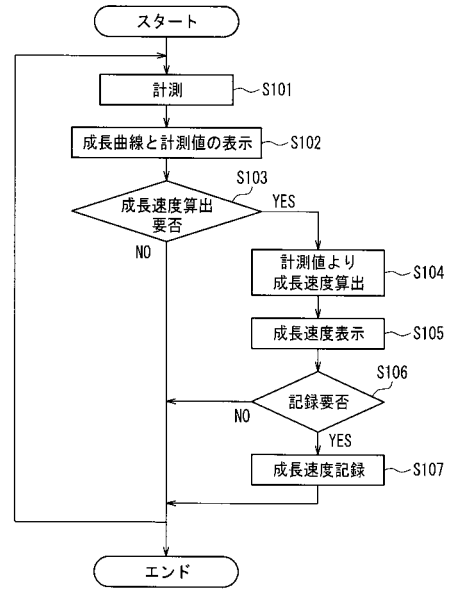 スタート
計測
S101
成長曲線と計測値の表示
S102
成長速度算出
要否
S103
YES
NO
計測値より
成長速度算出
S104
成長速度表示
S105
記録要否
S106
NO
YES
成長速度記録
S107
エンド